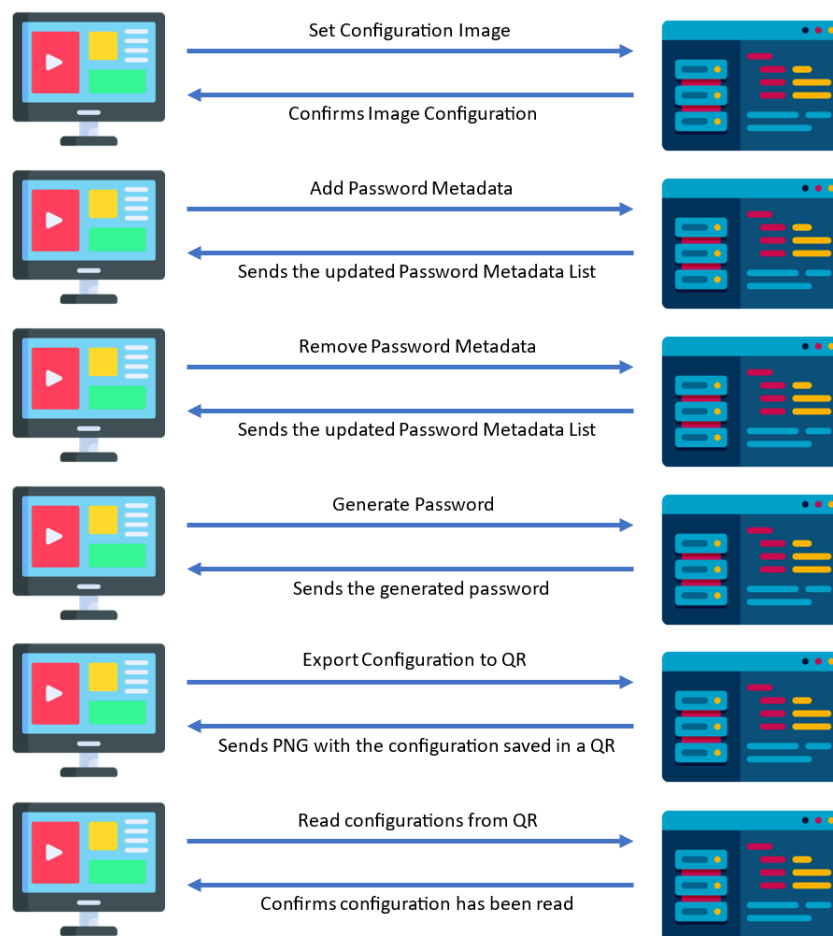 Set Configuration Image
Confirms Image Configuration
Add Password Metadata
Sends the updated Password Metadata List
Remove Password Metadata
Sends the updated Password Metadata List
Generate Password
Sends the generated password
Export Configuration to QR
Sends PNG with the configuration saved in a QR
Read configurations from QR
Confirms configuration has been read